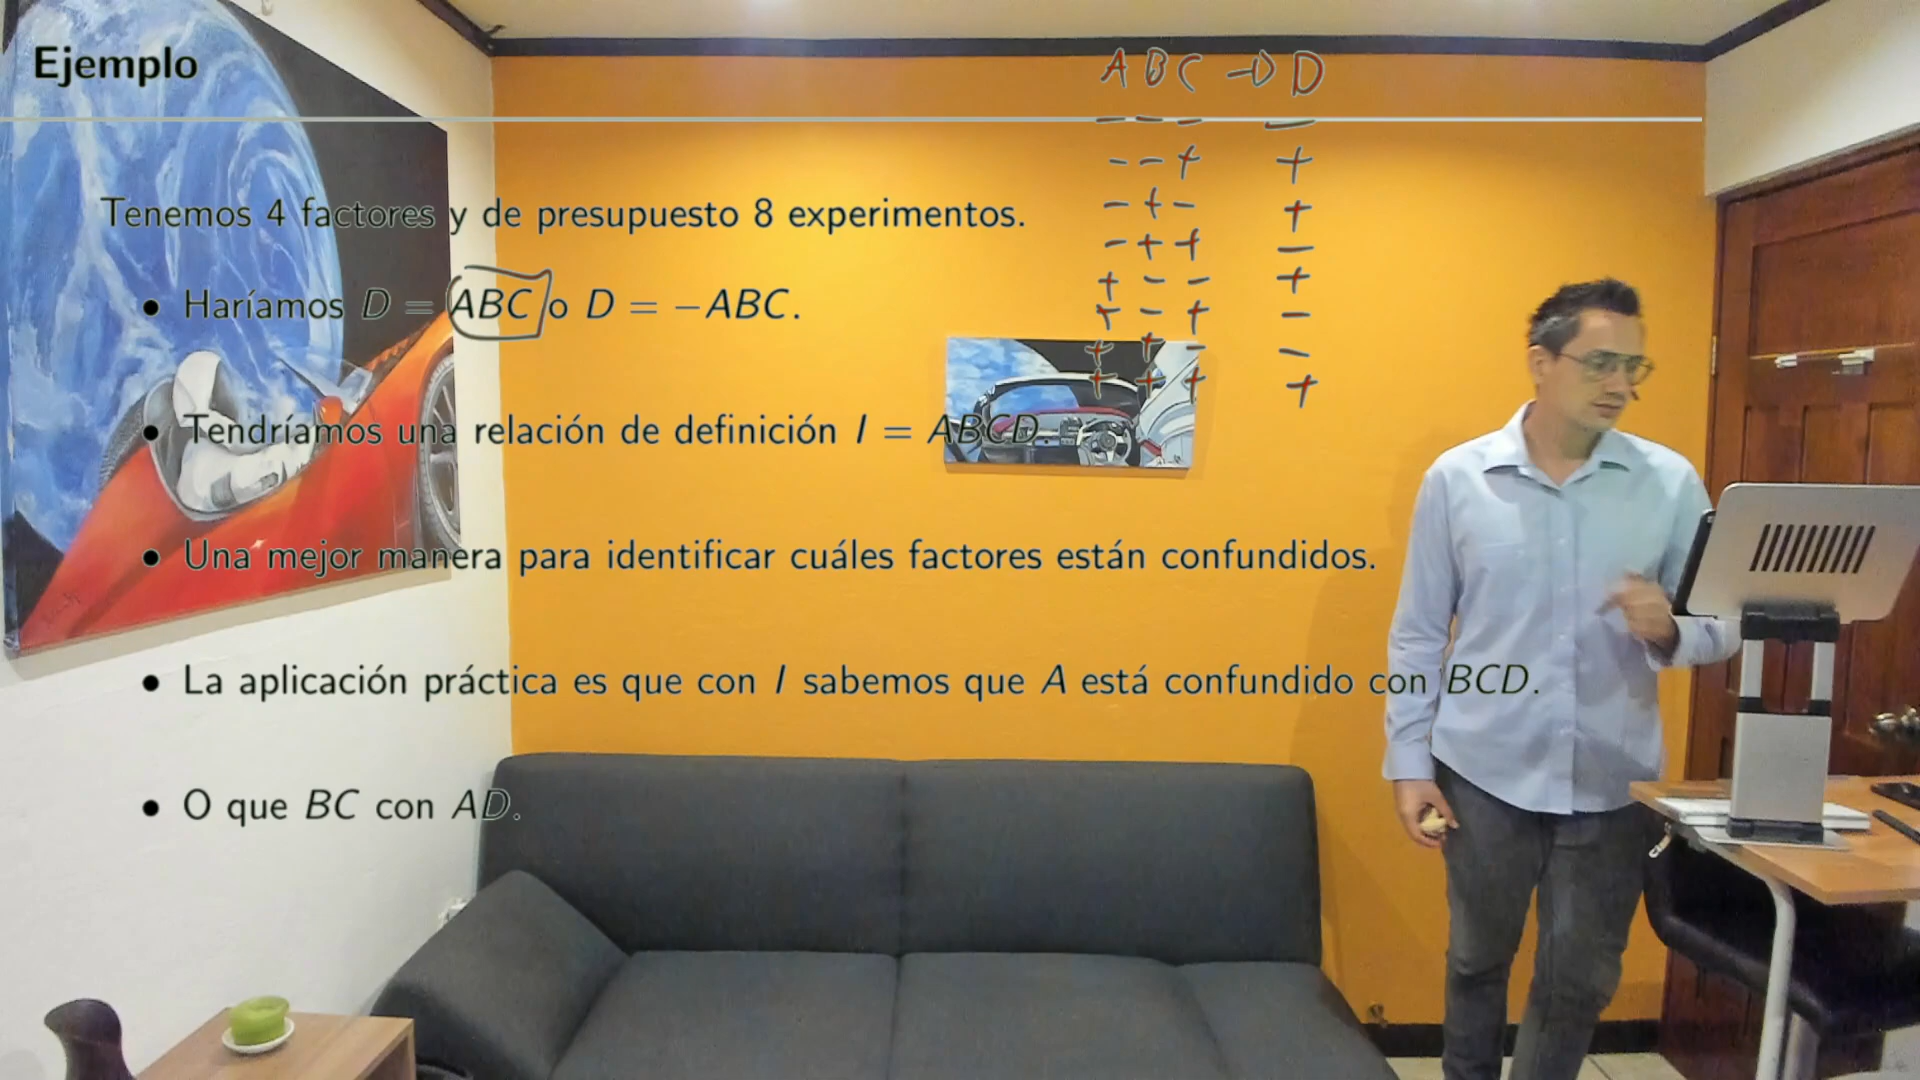 Ejemplo
A B C → D
- - - -
- - + +
- + - +
- + + -
+ - - +
+ - + -
+ + - -
+ + + +
Tenemos 4 factores y de presupuesto 8 experimentos.
• Haríamos D = ABC o D = −ABC.
• Tendríamos una relación de definición I = ABCD
• Una mejor manera para identificar cuáles factores están confundidos.
• La aplicación práctica es que con I sabemos que A está confundido con BCD.
• O que BC con AD.